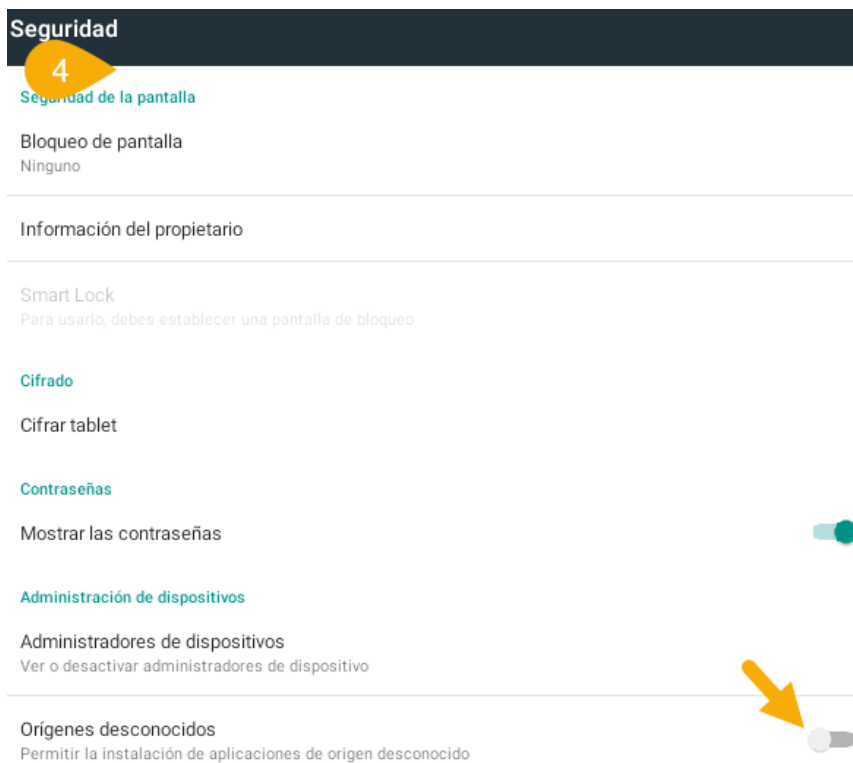 Seguridad
4
Seguridad de la pantalla
Bloqueo de pantalla
Ninguno
Información del propietario
Smart Lock
Para usarlo, debes establecer una pantalla de bloqueo
Cifrado
Cifrar tablet
Contraseñas
Mostrar las contraseñas
Administración de dispositivos
Administradores de dispositivos
Ver o desactivar administradores de dispositivo
Orígenes desconocidos
Permitir la instalación de aplicaciones de origen desconocido